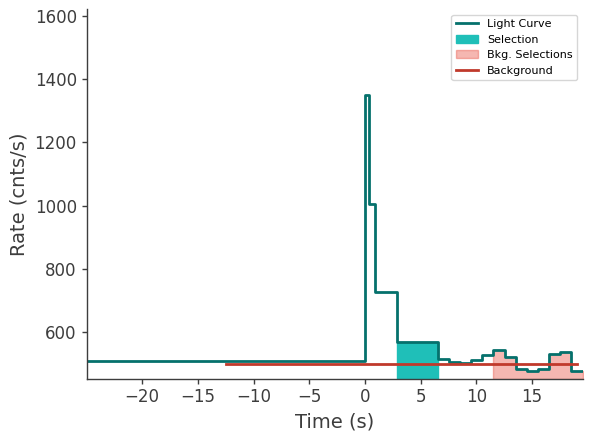 1600
1400
1200
1000
800
600
Rate (cnts/s)
Light Curve
Selection
Bkg. Selections
Background
−20 −15 −10 −5 0 5 10 15
Time (s)